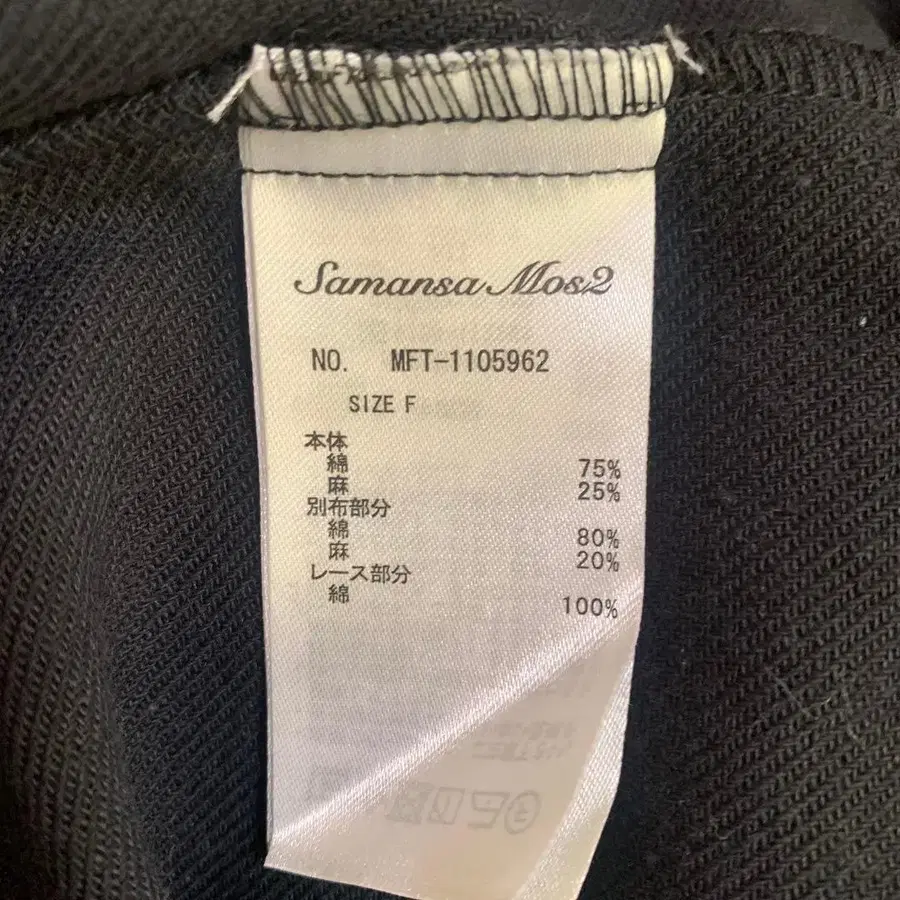 Samansa Mos2
NO. MFT-1105962
SIZE F
本体
綿 75%
麻 25%
別布部分
綿 80%
麻 20%
レース部分
綿 100%